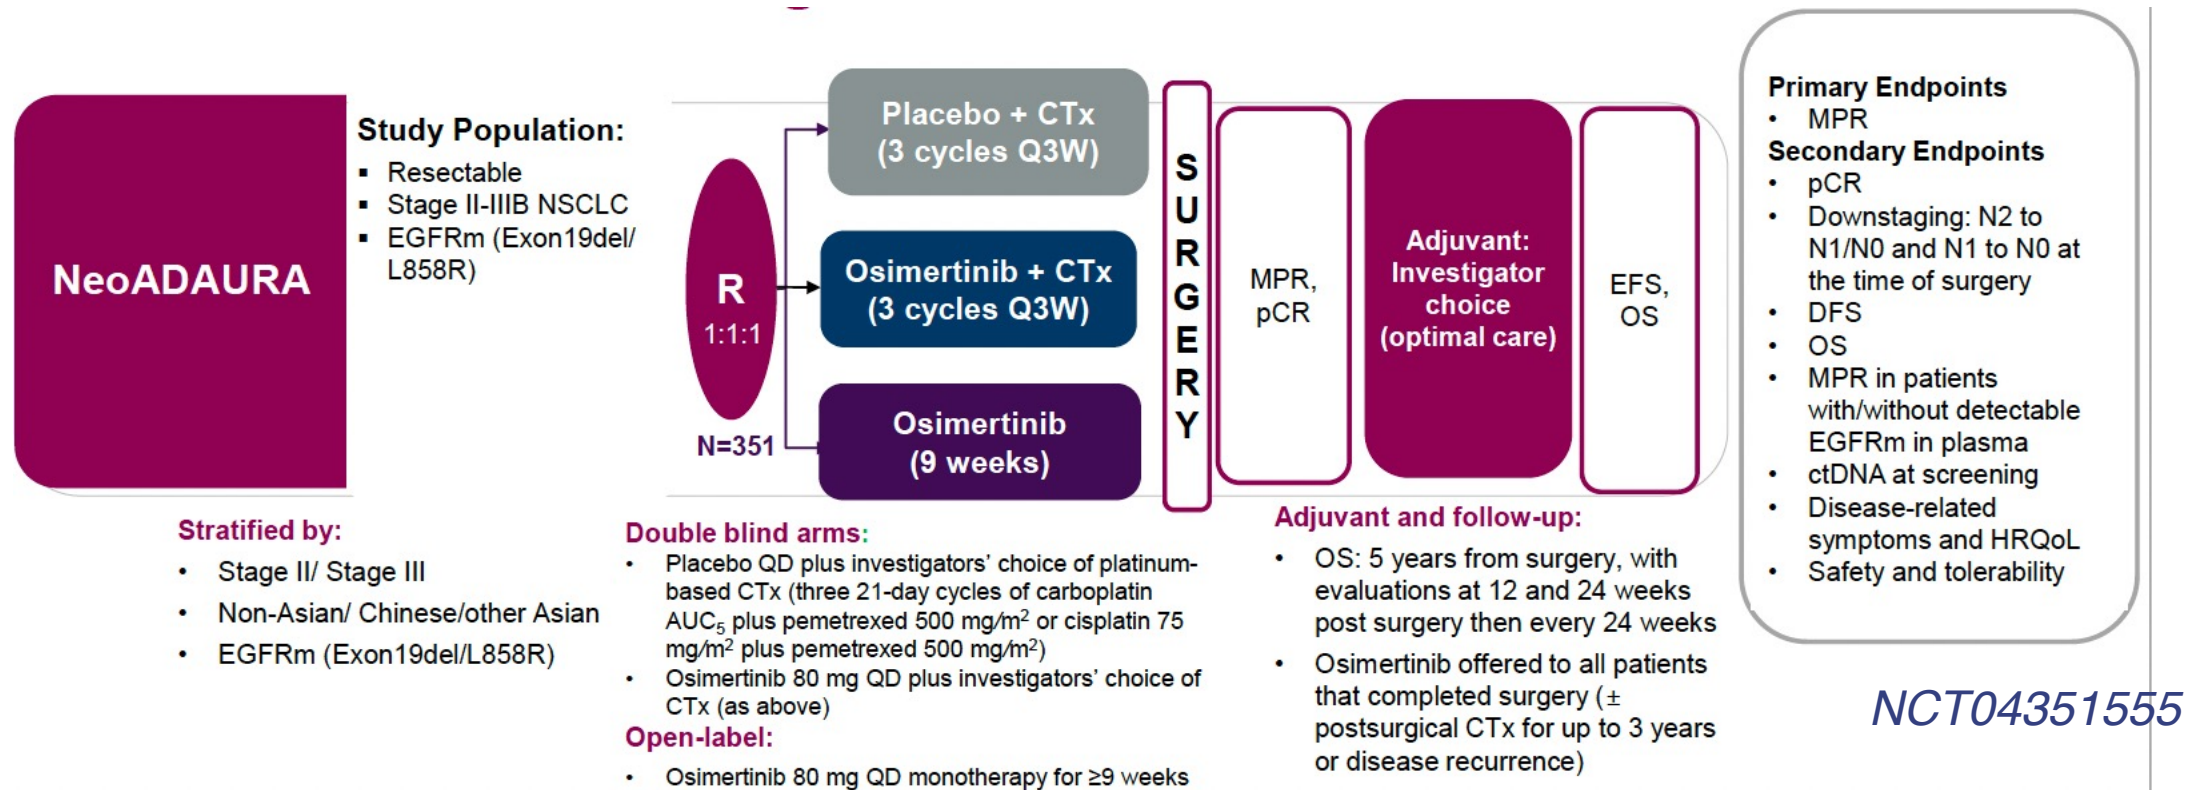 NeoADAURA
Study Population:
▪ Resectable
▪ Stage II-IIIB NSCLC
▪ EGFRm (Exon19del/
L858R)
R
1:1:1
N=351
Placebo + CTx
(3 cycles Q3W)
Osimertinib + CTx
(3 cycles Q3W)
Osimertinib
(9 weeks)
SURGERY
MPR,
pCR
Adjuvant:
Investigator
choice
(optimal care)
EFS,
OS
Primary Endpoints
• MPR
Secondary Endpoints
• pCR
• Downstaging: N2 to
N1/N0 and N1 to N0 at
the time of surgery
• DFS
• OS
• MPR in patients
with/without detectable
EGFRm in plasma
• ctDNA at screening
• Disease-related
symptoms and HRQoL
• Safety and tolerability
Stratified by:
• Stage II/ Stage III
• Non-Asian/ Chinese/other Asian
• EGFRm (Exon19del/L858R)
Double blind arms:
• Placebo QD plus investigators’ choice of platinum-
based CTx (three 21-day cycles of carboplatin
AUC₅ plus pemetrexed 500 mg/m² or cisplatin 75
mg/m² plus pemetrexed 500 mg/m²)
• Osimertinib 80 mg QD plus investigators’ choice of
CTx (as above)
Open-label:
• Osimertinib 80 mg QD monotherapy for ≥9 weeks
Adjuvant and follow-up:
• OS: 5 years from surgery, with
evaluations at 12 and 24 weeks
post surgery then every 24 weeks
• Osimertinib offered to all patients
that completed surgery (±
postsurgical CTx for up to 3 years
or disease recurrence)
NCT04351555